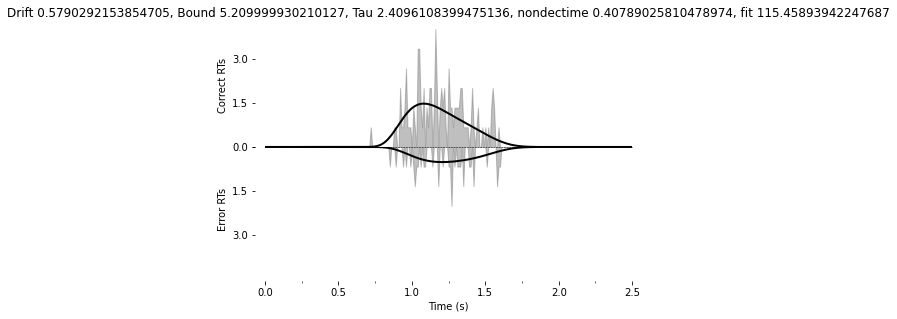 Drift 0.5790292153854705, Bound 5.209999930210127, Tau 2.4096108399475136, nondectime 0.40789025810478974, fit 115.45893942247687
Correct RTs
3.0
1.5
0.0
1.5
3.0
Error RTs
0.0 0.5 1.0 1.5 2.0 2.5
Time (s)